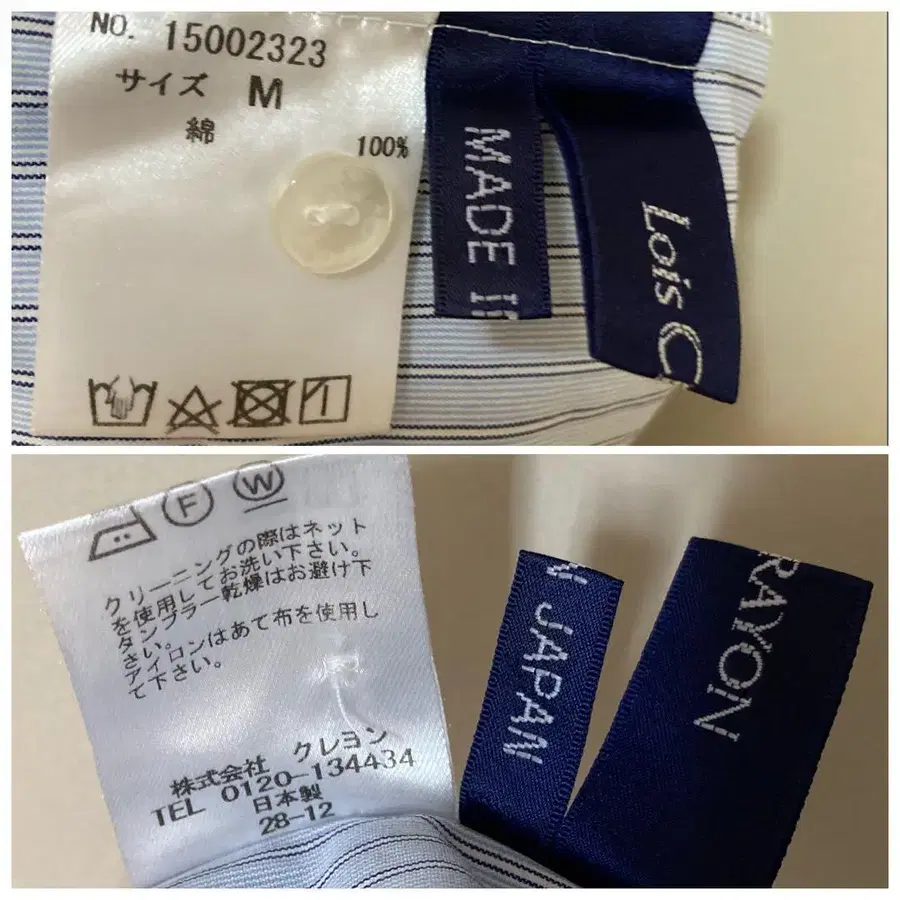 NO. 15002323
サイズ M
綿
100%
MADE I
Lois C
F W
クリーニングの際はネット
を使用してお洗い下さい。
タンブラー乾燥はお避け下
さい。
アイロンはあて布を使用し
て下さい。
株式会社 クレヨン
TEL 0120-134434
日本製
28-12
N JAPAN
RAYON